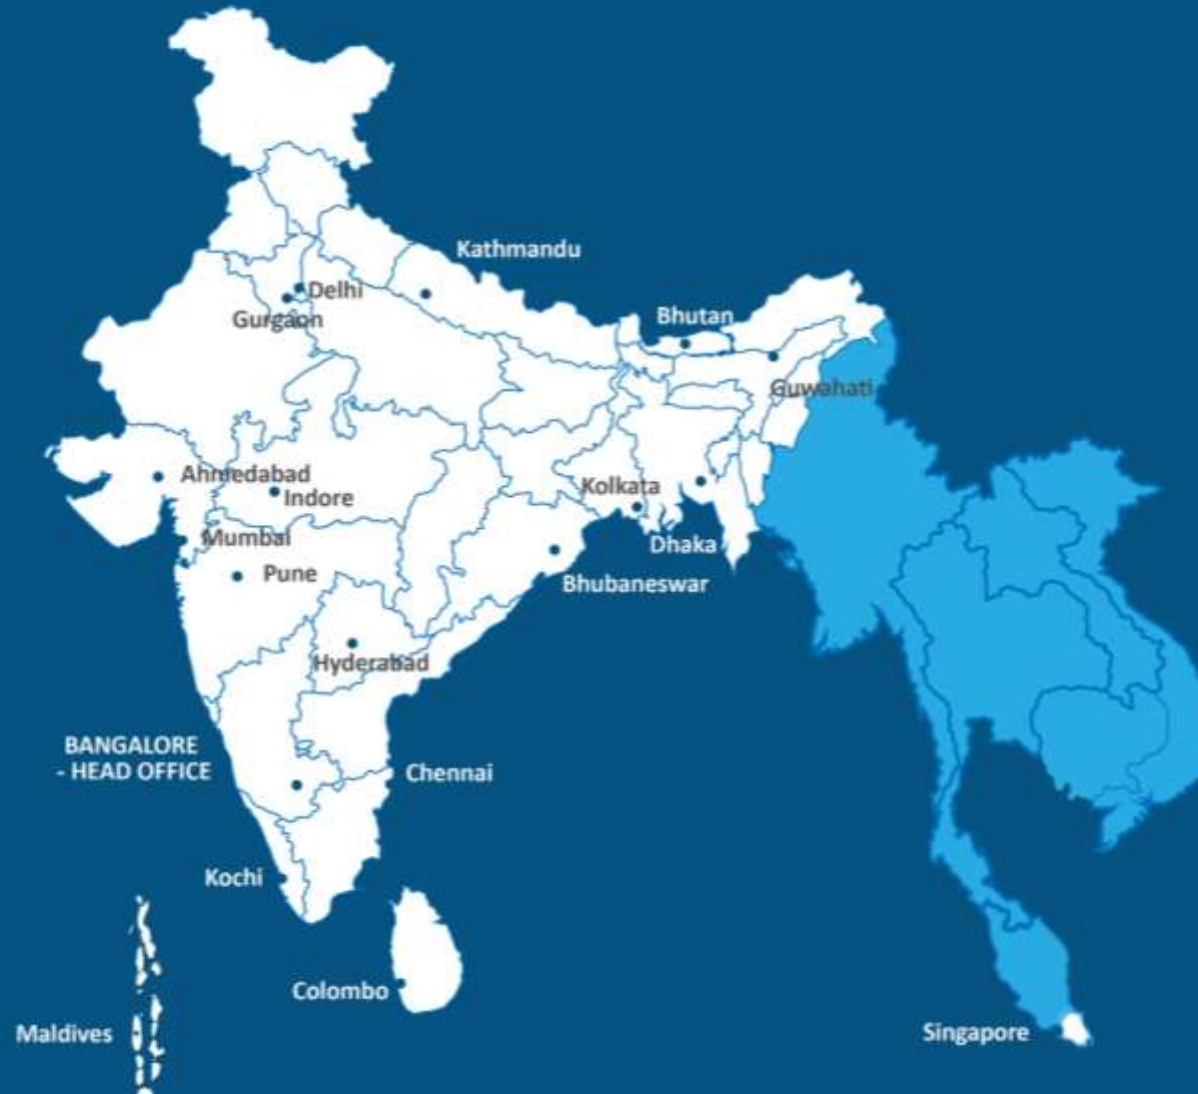 Kathmandu
Delhi
Gurgaon
Bhutan
Guwahati
Ahmedabad
Indore
Kolkata
Mumbai
Dhaka
Pune
Bhubaneswar
Hyderabad
BANGALORE
- HEAD OFFICE
Chennai
Kochi
Colombo
Maldives
Singapore